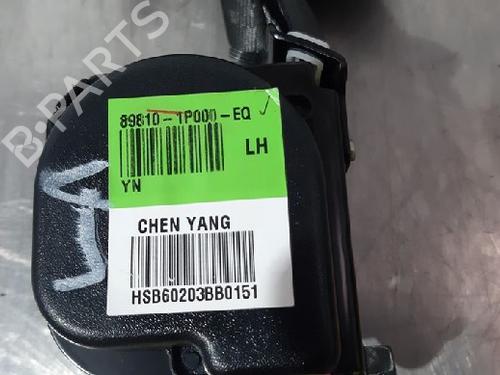 B-PARTS
89810-1P000-EQ ✓
LH
YN
CHEN YANG
HSB60203BB0151